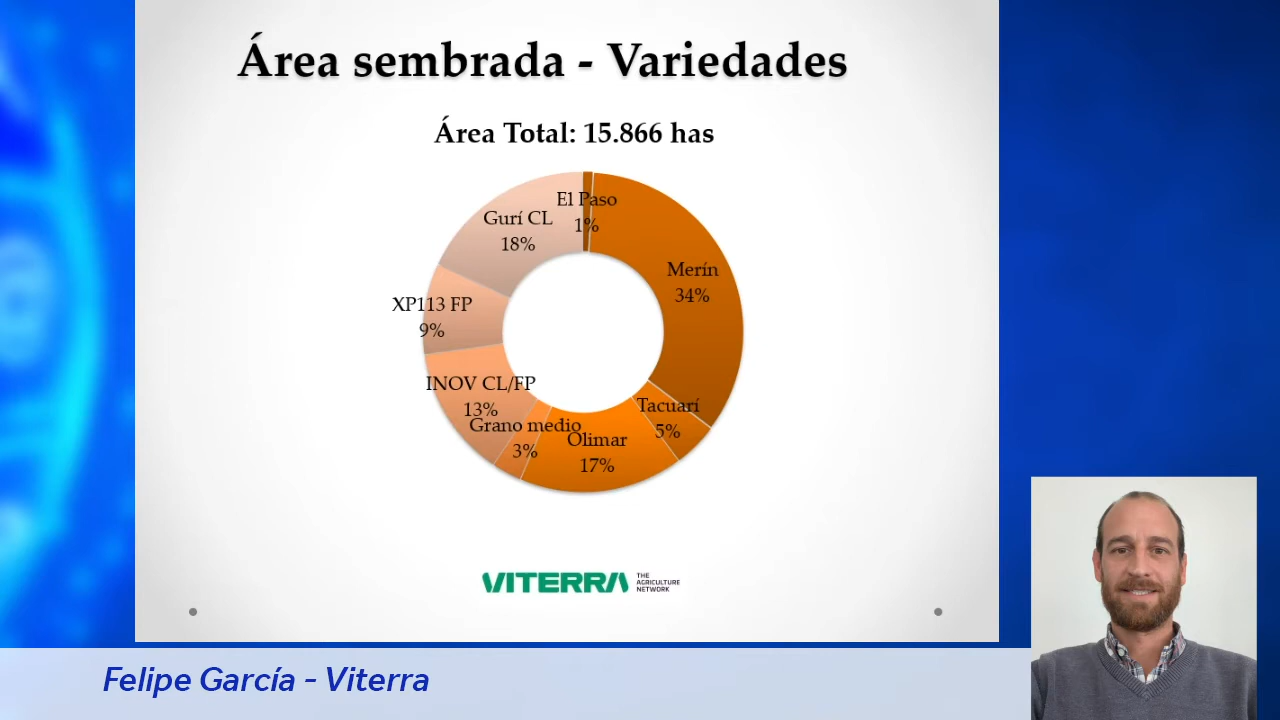 Área sembrada - Variedades
Área Total: 15.866 has
El Paso
1%
Merín
34%
Tacuarí
5%
Olimar
17%
Grano medio
3%
INOV CL/FP
13%
XP113 FP
9%
Gurí CL
18%
VITERRA
THE
AGRICULTURE
NETWORK
Felipe García - Viterra